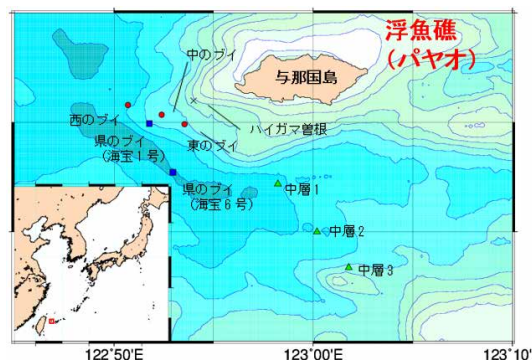 浮魚礁
(パヤオ)
中のブイ
与那国島
西のブイ
ハイガマ曽根
東のブイ
県のブイ
(海宝1号)
県のブイ
(海宝6号)
中層1
中層2
中層3
122°50'E
123°00'E
123°10'E